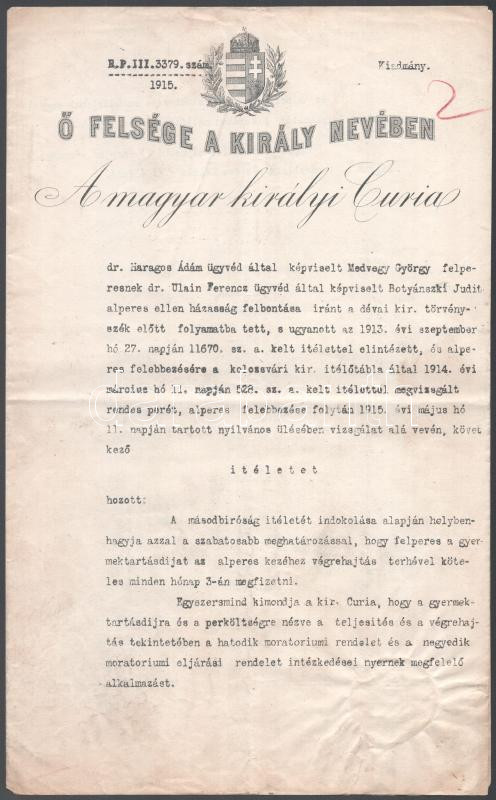 R.P.III.3379.szám.
1915.
Kiadmány.
2
Ő FELSÉGE A KIRÁLY NEVÉBEN
A magyar királyi Curia
dr. Haragos Ádám ügyvéd által képviselt Medvegy György felpe-
resnek dr. Ulain Ferencz ügyvéd által képviselt Botyánszki Judit
alperes ellen házasság felbontása iránt a dévai kir. törvény-
szék előtt folyamatba tett, s ugyanott az 1913. évi szeptember
hó 27. napján 11670. sz. a. kelt itélettel elintézett, és alpe-
res felebbezésére a kolozsvári kir. itélőtábla által 1914. évi
március hó 11. napján 528. sz. a. kelt itélettul megvizsgált
rendes purét, alperes felebbezése folytán 1915. évi május hó
11. napján tartott nyilvános ülésében vizsgálat alá vevén, követ
kező
itéletet
hozott:
A másodbiróság itéletét indokolása alapján helyben-
hagyja azzal a szabatosabb meghatározással, hogy felperes a gyer-
mektartásdijat az alperes kezéhez végrehajtás terhével köte-
les minden hónap 3-án megfizetni.
Egyszersmind kimondja a kir. Curia, hogy a gyermek-
tartásdijra és a perköltségre nézve a teljesités és a végrehaj-
tás tekintetében a hatodik moratoriumi rendelet és a negyedik
moratoriumi eljárási rendelet intézkedései nyernek megfelelő
alkalmazást.